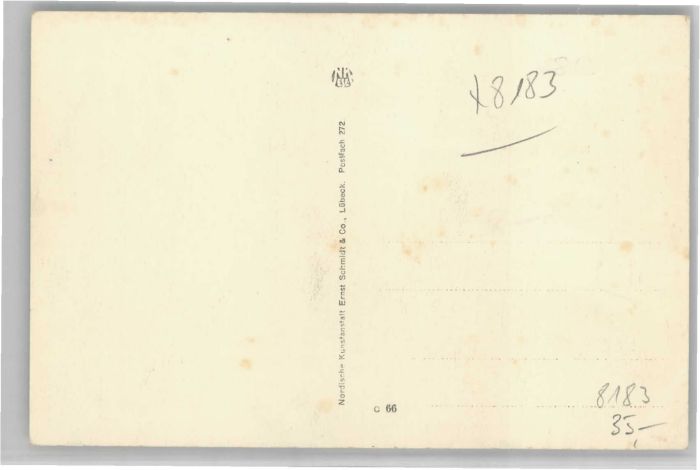 x8183
Nordische Kunstanstalt Ernst Schmidt & Co., Lübeck. Postfach 272.
C 66
8183
35,-